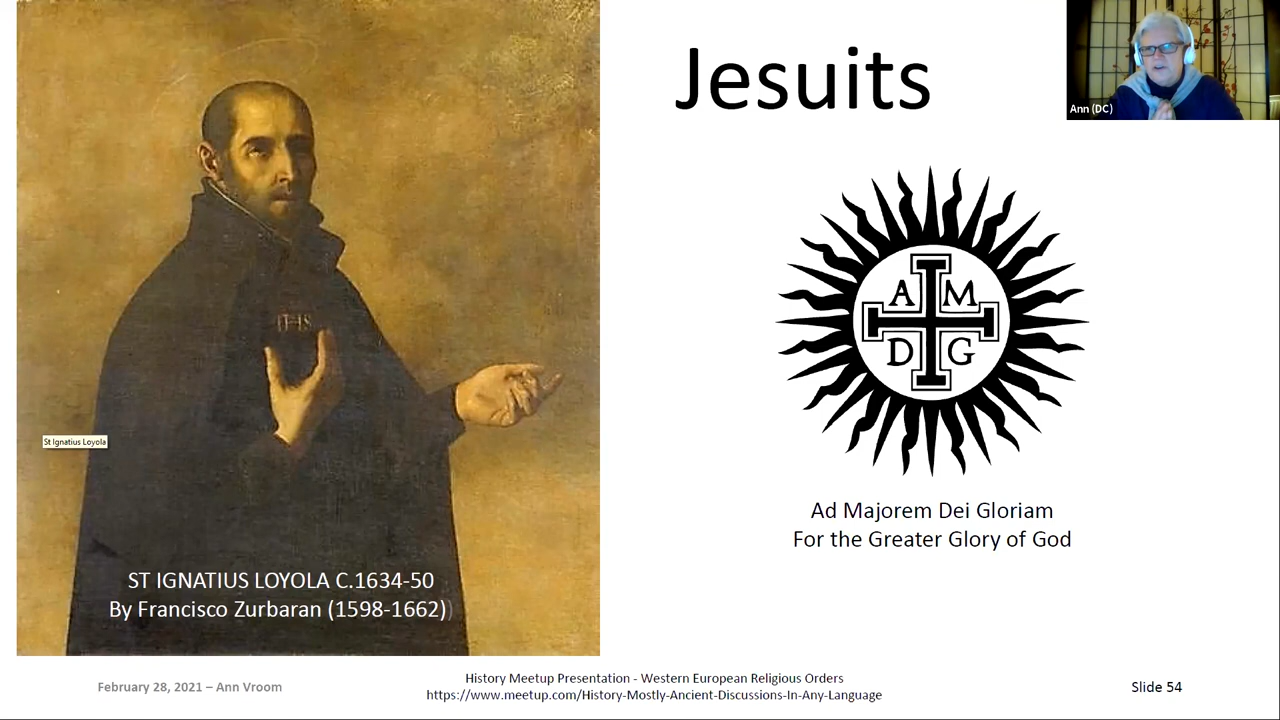 Jesuits
Ann (DC)
A M
D G
IHS
St Ignatius Loyola
Ad Majorem Dei Gloriam
For the Greater Glory of God
ST IGNATIUS LOYOLA C.1634-50
By Francisco Zurbaran (1598-1662))
February 28, 2021 – Ann Vroom
History Meetup Presentation - Western European Religious Orders
https://www.meetup.com/History-Mostly-Ancient-Discussions-In-Any-Language
Slide 54